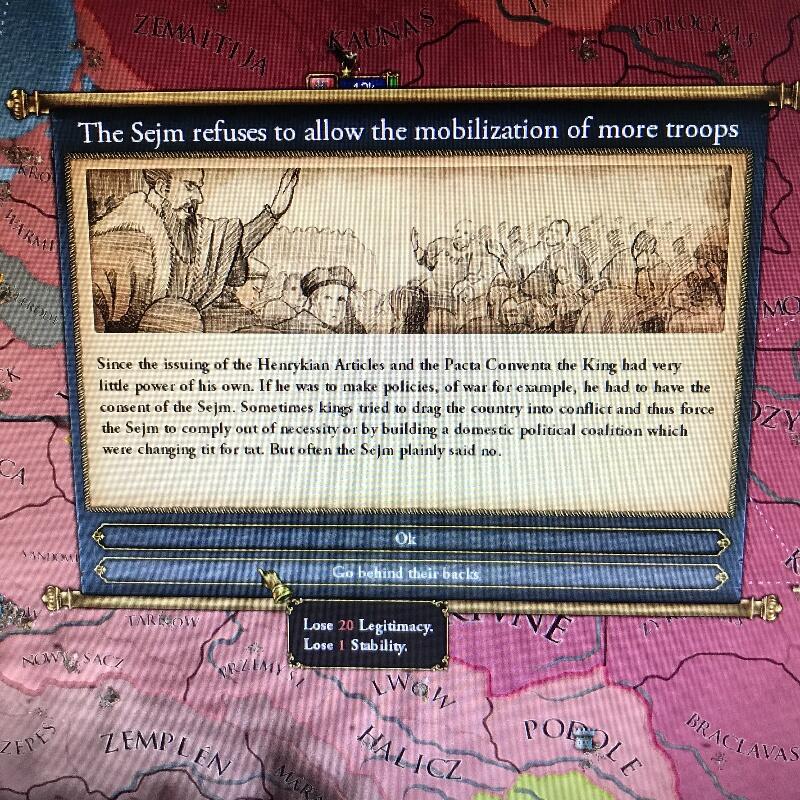 ZEMAITIJA
KAUNAS
POLOCKAS
The Sejm refuses to allow the mobilization of more troops
Since the issuing of the Henrykian Articles and the Pacta Conventa the King had very
little power of his own. If he was to make policies, of war for example, he had to have the
consent of the Sejm. Sometimes kings tried to drag the country into conflict and thus force
the Sejm to comply out of necessity or by building a domestic political coalition which
were changing tit for tat. But often the SeJm plainly said no.
Ok
Go behind their backs
Lose 20 Legitimacy.
Lose 1 Stability.
TARNOW
NOWY SACZ
PRZEMYSL
LWOW
PODOLE
BRACLAVAS
ZEMPLÉN
HALICZ